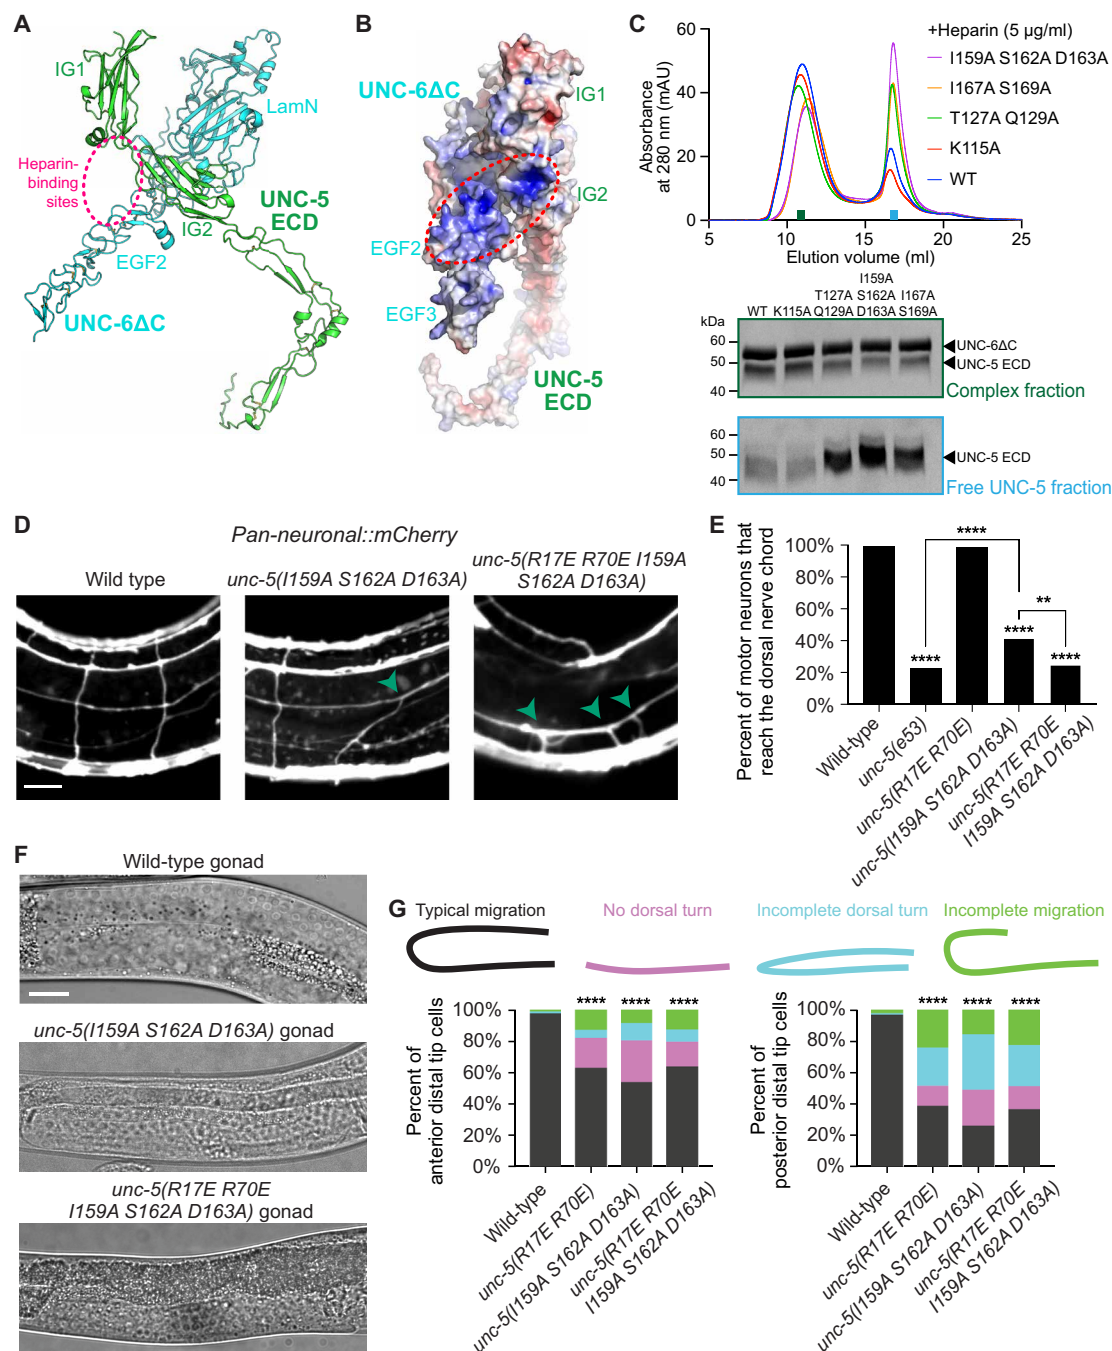 A
IG1
LamN
Heparin-
binding
sites
UNC-5
ECD
IG2
EGF2
UNC-6ΔC
B
UNC-6ΔC
IG1
IG2
EGF2
EGF3
UNC-5
ECD
C
+Heparin (5 µg/ml)
I159A S162A D163A
I167A S169A
T127A Q129A
K115A
WT
Absorbance
at 280 nm (mAU)
60
40
20
0
5
10
15
20
25
Elution volume (ml)
I159A
T127A S162A I167A
WT K115A Q129A D163A S169A
kDa
60
50
40
UNC-6ΔC
UNC-5 ECD
Complex fraction
60
50
40
UNC-5 ECD
Free UNC-5 fraction
D
Pan-neuronal::mCherry
Wild type
unc-5(I159A S162A D163A)
unc-5(R17E R70E I159A
S162A D163A)
E
Percent of motor neurons that
reach the dorsal nerve chord
100%
80%
60%
40%
20%
0%
****
**
****
****
****
Wild-type
unc-5(e53)
unc-5(R17E R70E)
unc-5(I159A S162A D163A)
unc-5(R17E R70E
I159A S162A D163A)
F
Wild-type gonad
unc-5(I159A S162A D163A) gonad
unc-5(R17E R70E
I159A S162A D163A) gonad
G
Typical migration
No dorsal turn
Incomplete dorsal turn
Incomplete migration
Percent of
anterior distal tip cells
100%
80%
60%
40%
20%
0%
**** **** ****
Wild-type
unc-5(R17E R70E)
unc-5(I159A S162A D163A)
unc-5(R17E R70E
I159A S162A D163A)
Percent of
posterior distal tip cells
100%
80%
60%
40%
20%
0%
**** **** ****
Wild-type
unc-5(R17E R70E)
unc-5(I159A S162A D163A)
unc-5(R17E R70E
I159A S162A D163A)